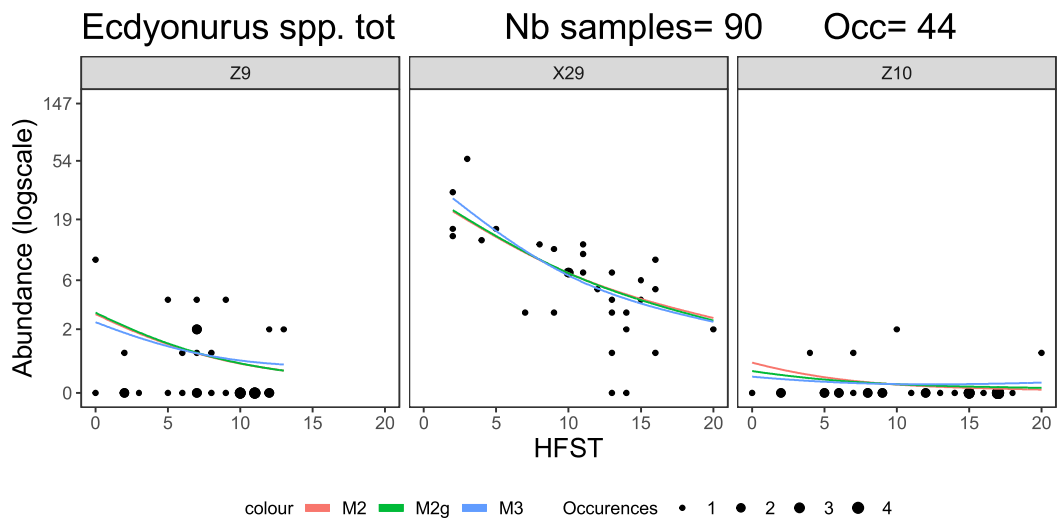 Ecdyonurus spp. tot Nb samples= 90 Occ= 44
Z9 X29 Z10
147
54
19
6
2
0
Abundance (logscale)
0 5 10 15 20 0 5 10 15 20 0 5 10 15 20
HFST
colour M2 M2g M3 Occurences 1 2 3 4